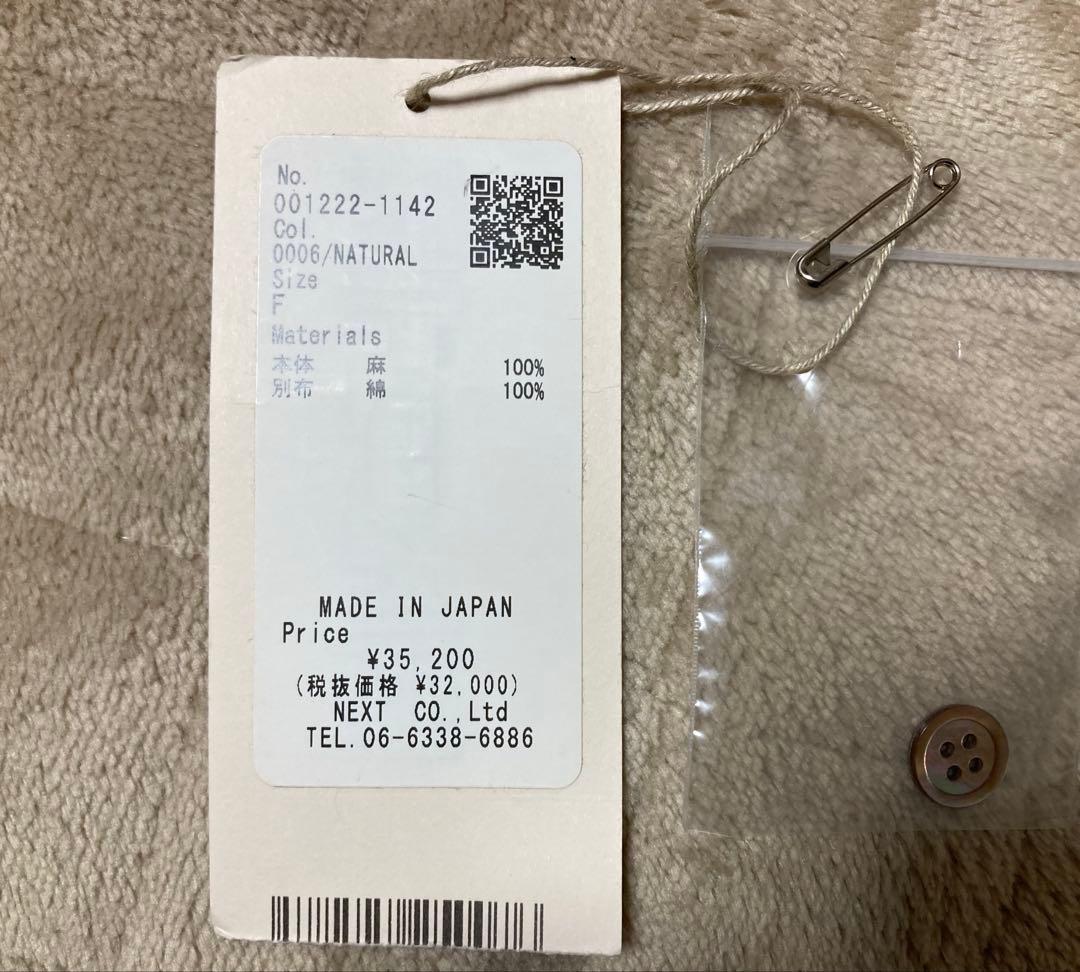 No.
001222-1142
Col.
0006/NATURAL
Size
F
Materials
本体 麻 100%
別布 綿 100%
MADE IN JAPAN
Price
¥35,200
(税抜価格 ¥32,000)
NEXT CO.,Ltd
TEL.06-6338-6886